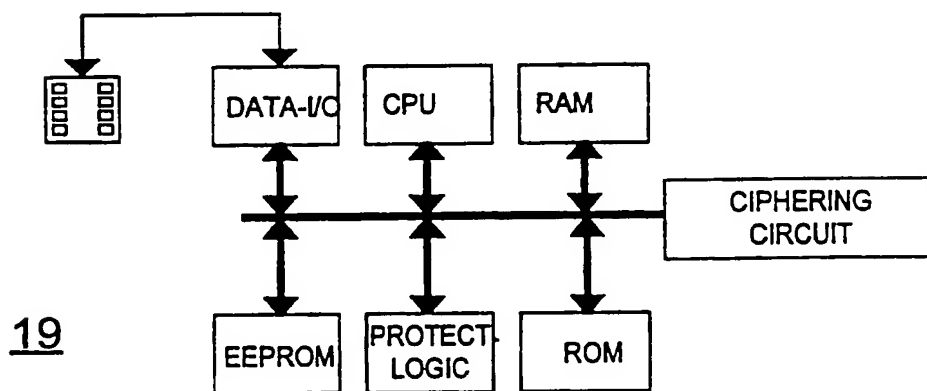 DATA-I/O
CPU
RAM
CIPHERING
CIRCUIT
19
EEPROM
PROTECT-
LOGIC
ROM